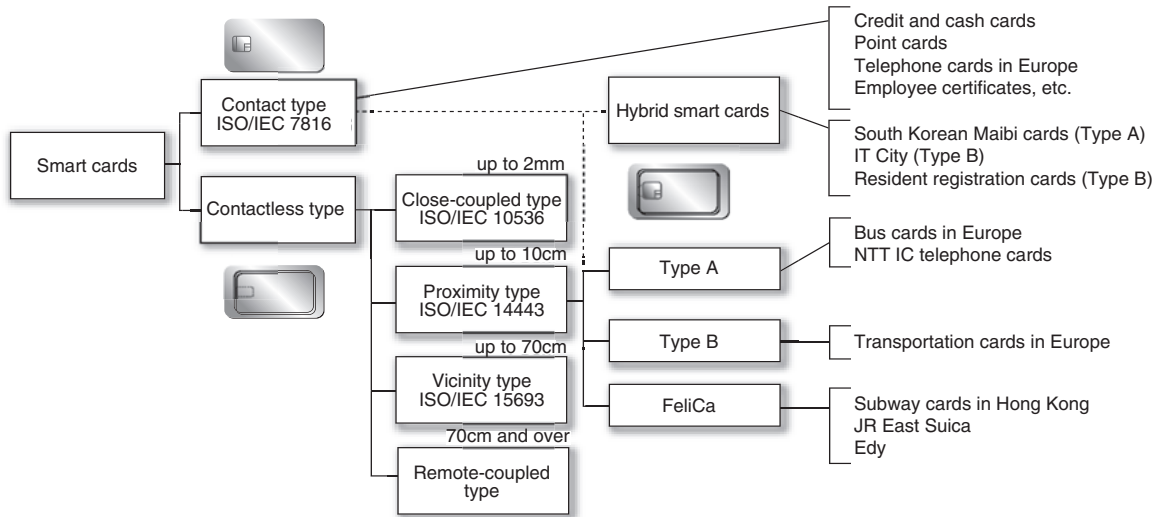 Credit and cash cards
Point cards
Telephone cards in Europe
Employee certificates, etc.
Contact type
ISO/IEC 7816
Hybrid smart cards
South Korean Maibi cards (Type A)
IT City (Type B)
Resident registration cards (Type B)
Smart cards
up to 2mm
Contactless type
Close-coupled type
ISO/IEC 10536
Bus cards in Europe
NTT IC telephone cards
up to 10cm
Type A
Proximity type
ISO/IEC 14443
up to 70cm
Type B
Transportation cards in Europe
Vicinity type
ISO/IEC 15693
FeliCa
Subway cards in Hong Kong
JR East Suica
Edy
70cm and over
Remote-coupled
type